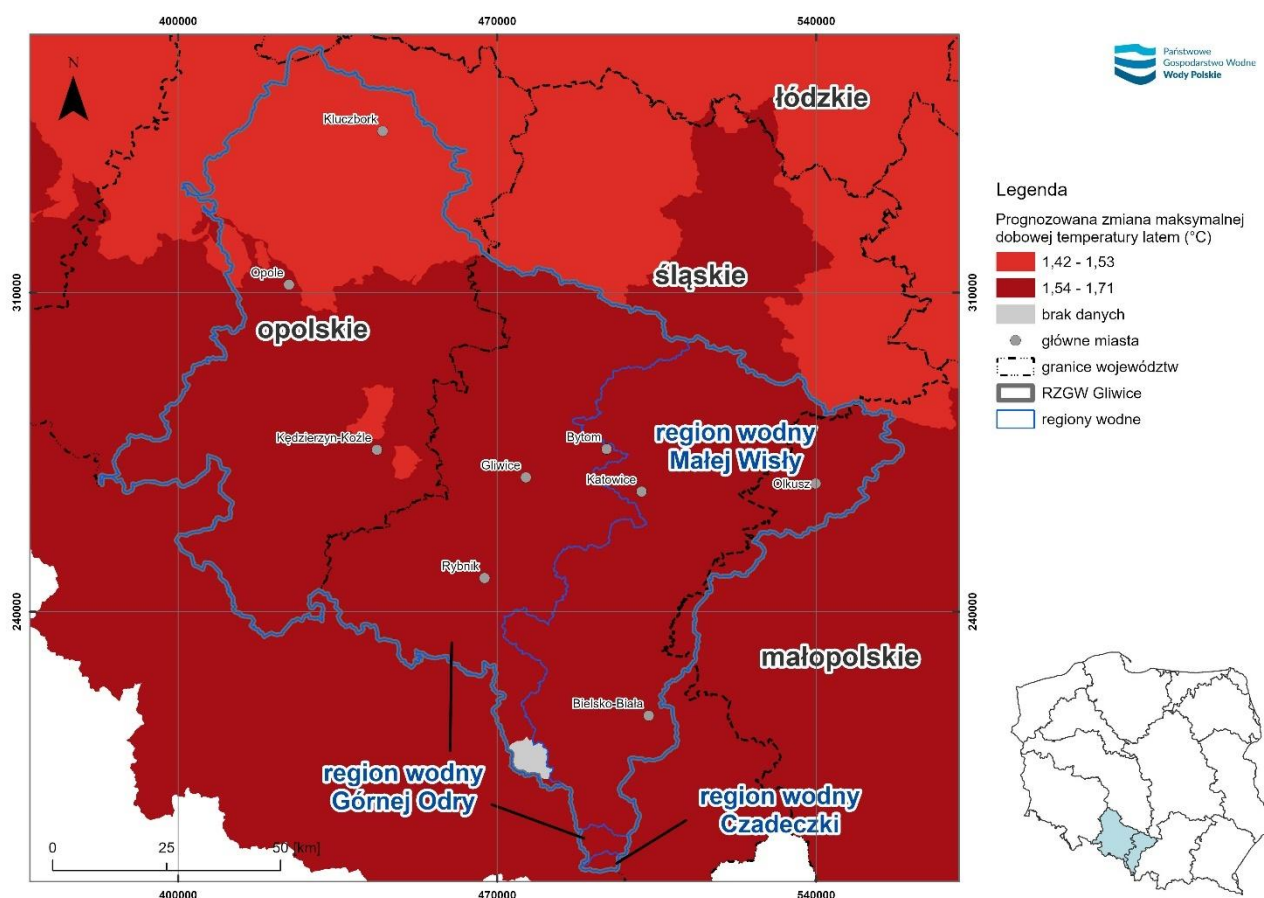 400000
470000
540000
N
łódzkie
Kluczbork
310000
310000
Opole
śląskie
opolskie
region wodny
Małej Wisły
Kędzierzyn-Koźle
Bytom
Gliwice
Katowice
Olkusz
Rybnik
240000
240000
małopolskie
Bielsko-Biała
region wodny
Górnej Odry
region wodny
Czadeczki
0
25
50 [km]
400000
470000
540000
Państwowe
Gospodarstwo Wodne
Wody Polskie
Legenda
Prognozowana zmiana maksymalnej
dobowej temperatury latem (°C)
1,42 - 1,53
1,54 - 1,71
brak danych
główne miasta
granice województw
RZGW Gliwice
regiony wodne